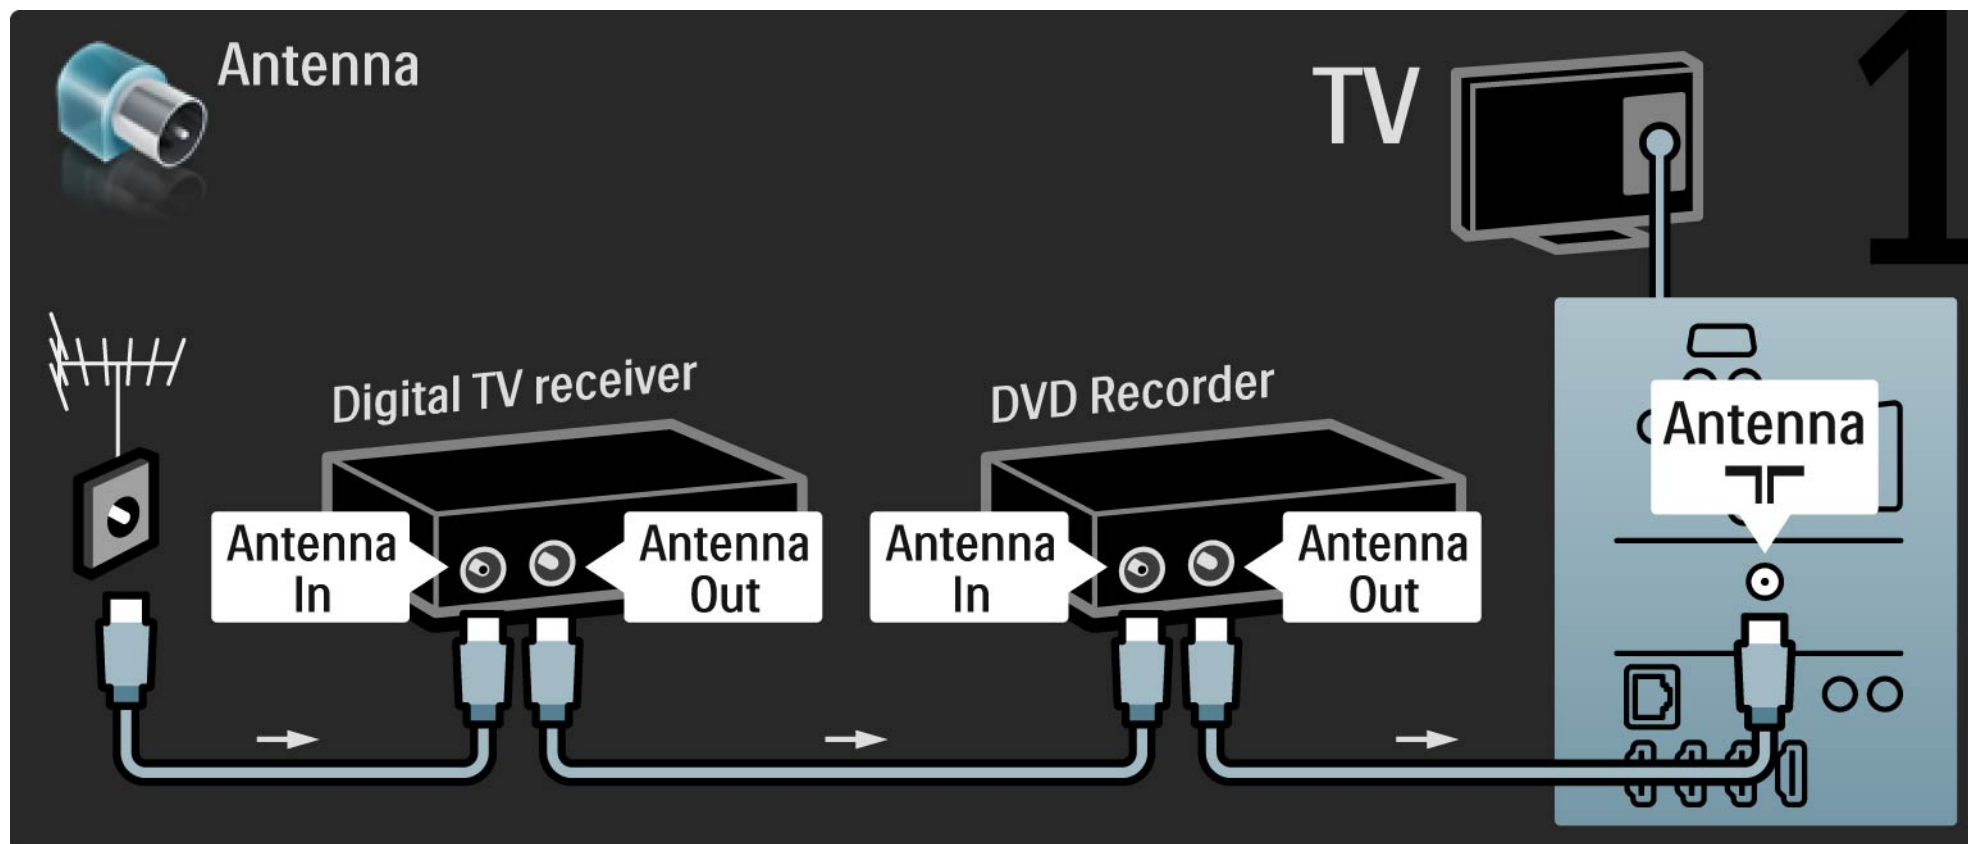 Antenna
TV
1
Digital TV receiver
DVD Recorder
Antenna
Antenna
In
Antenna
Out
Antenna
In
Antenna
Out